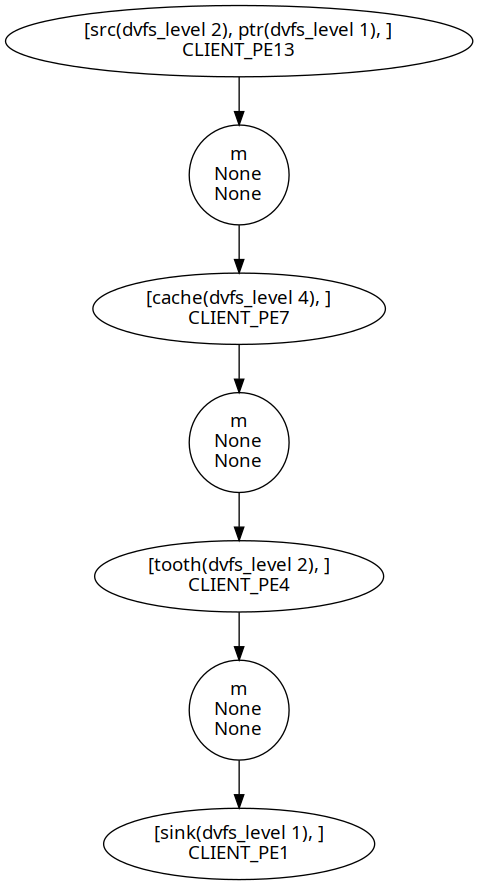 [src(dvfs_level 2), ptr(dvfs_level 1), ]
CLIENT_PE13
m
None
None
[cache(dvfs_level 4), ]
CLIENT_PE7
m
None
None
[tooth(dvfs_level 2), ]
CLIENT_PE4
m
None
None
[sink(dvfs_level 1), ]
CLIENT_PE1